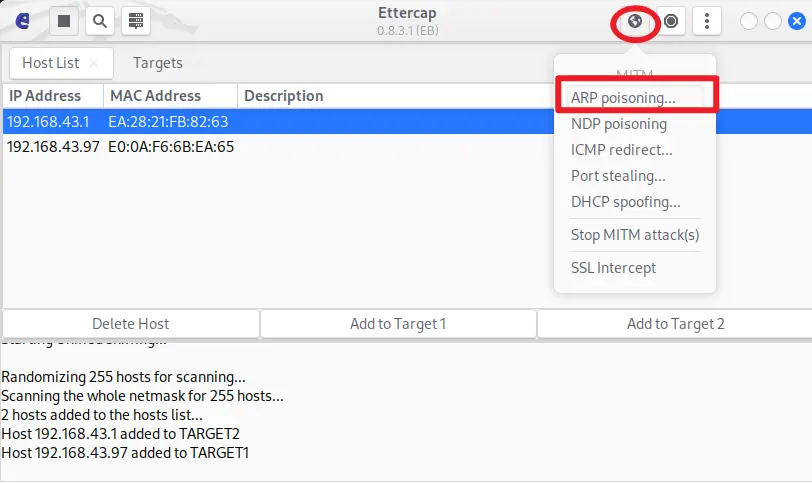 Ettercap
0.8.3.1 (EB)
Host List × Targets ×
MITM
IP Address MAC Address Description
ARP poisoning...
192.168.43.1 EA:28:21:FB:82:63
NDP poisoning
192.168.43.97 E0:0A:F6:6B:EA:65
ICMP redirect...
Port stealing...
DHCP spoofing...
Stop MITM attack(s)
SSL Intercept
Delete Host Add to Target 1 Add to Target 2
Starting Unified sniffing...
Randomizing 255 hosts for scanning...
Scanning the whole netmask for 255 hosts...
2 hosts added to the hosts list...
Host 192.168.43.1 added to TARGET2
Host 192.168.43.97 added to TARGET1